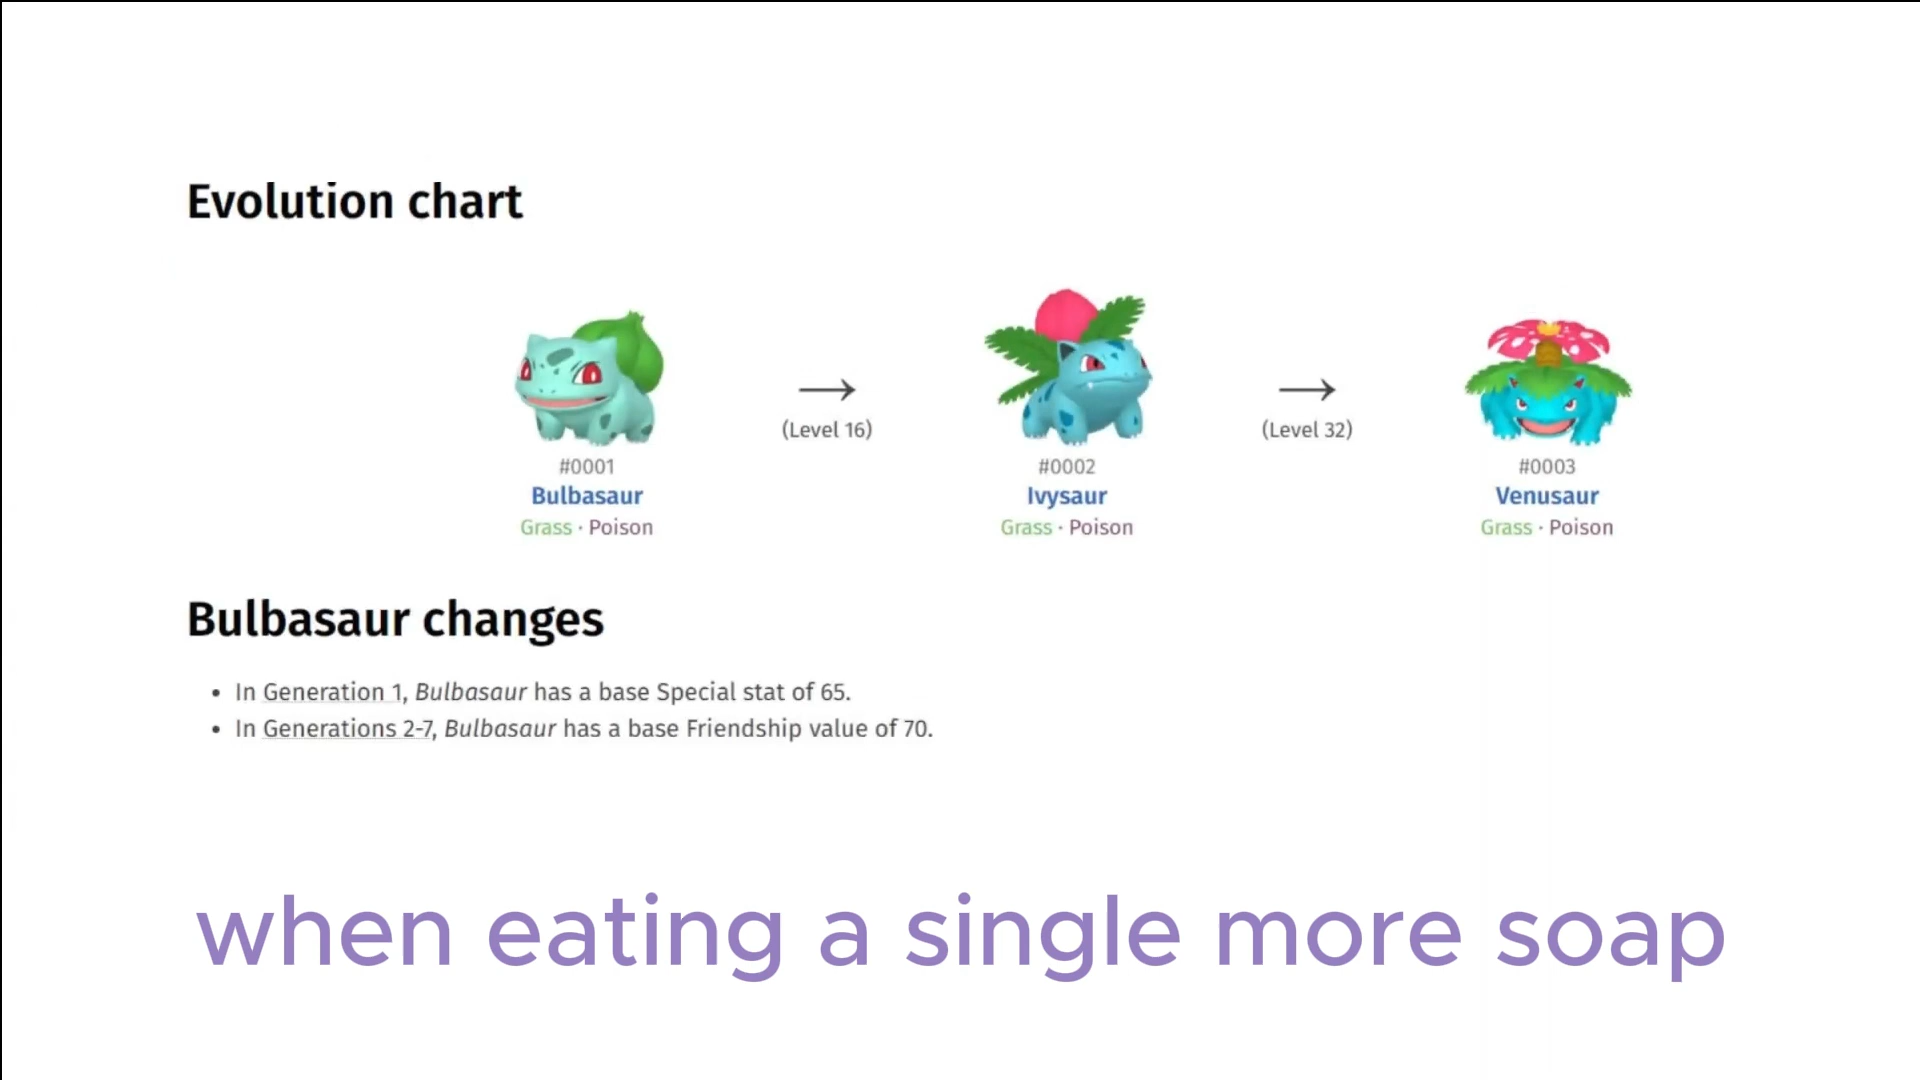 Evolution chart
(Level 16)
(Level 32)
#0001
#0002
#0003
Bulbasaur
Ivysaur
Venusaur
Grass · Poison
Grass · Poison
Grass · Poison
Bulbasaur changes
• In Generation 1, Bulbasaur has a base Special stat of 65.
• In Generations 2-7, Bulbasaur has a base Friendship value of 70.
when eating a single more soap